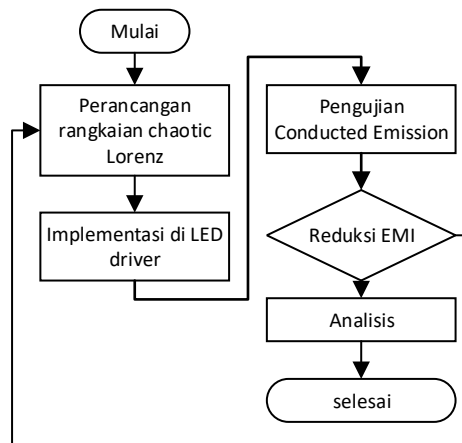 Mulai
Perancangan
rangkaian chaotic
Lorenz
Implementasi di LED
driver
Pengujian
Conducted Emission
Reduksi EMI
Analisis
selesai